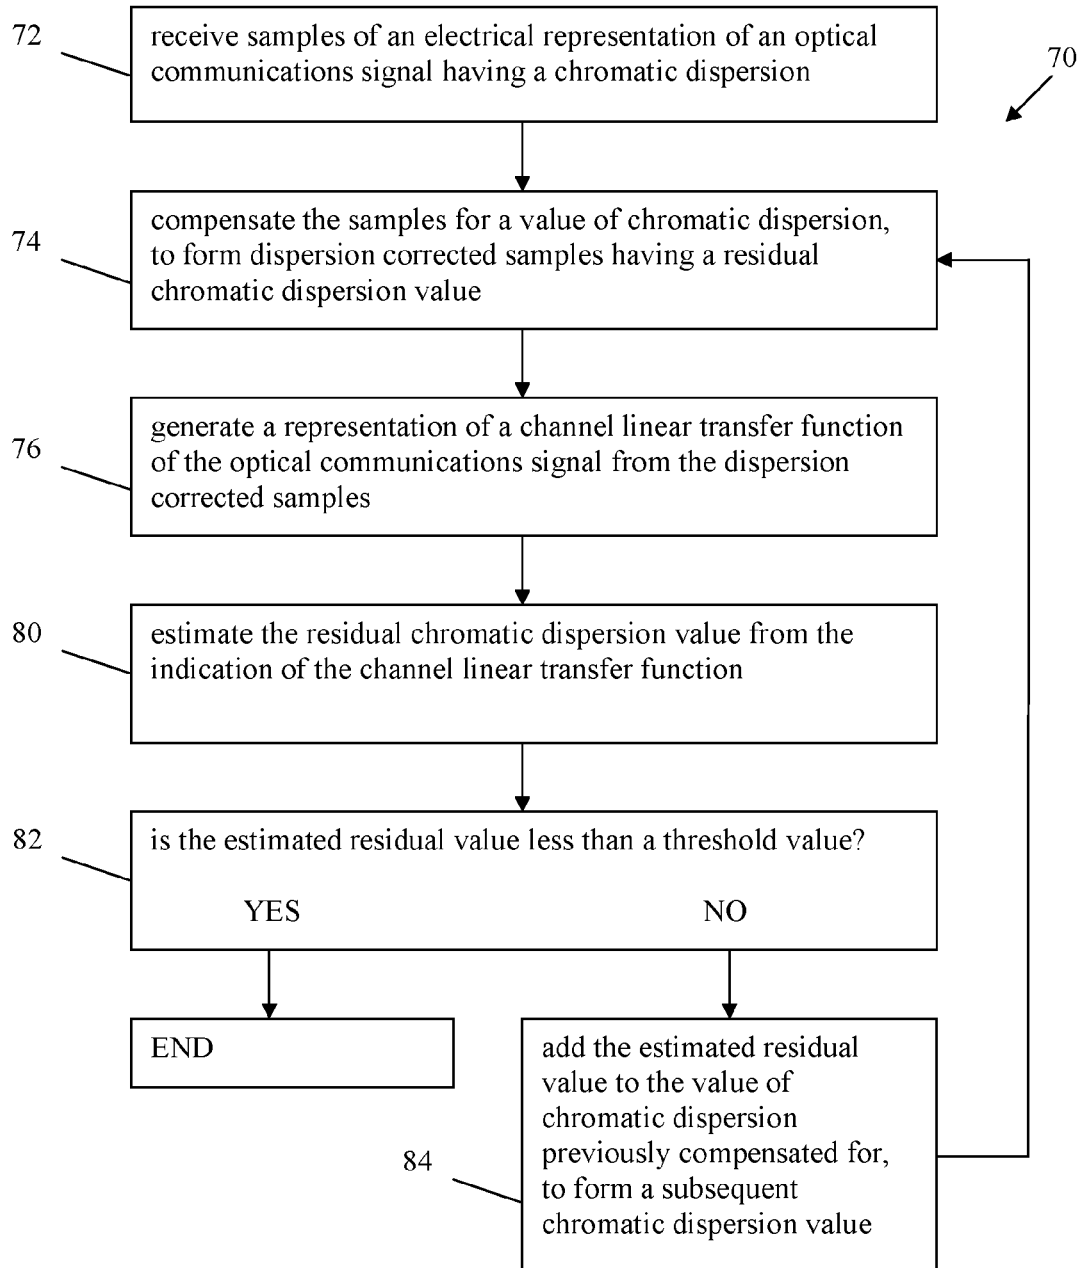 72
receive samples of an electrical representation of an optical
communications signal having a chromatic dispersion
70
74
compensate the samples for a value of chromatic dispersion,
to form dispersion corrected samples having a residual
chromatic dispersion value
76
generate a representation of a channel linear transfer function
of the optical communications signal from the dispersion
corrected samples
80
estimate the residual chromatic dispersion value from the
indication of the channel linear transfer function
82
is the estimated residual value less than a threshold value?
YES
NO
END
84
add the estimated residual
value to the value of
chromatic dispersion
previously compensated for,
to form a subsequent
chromatic dispersion value